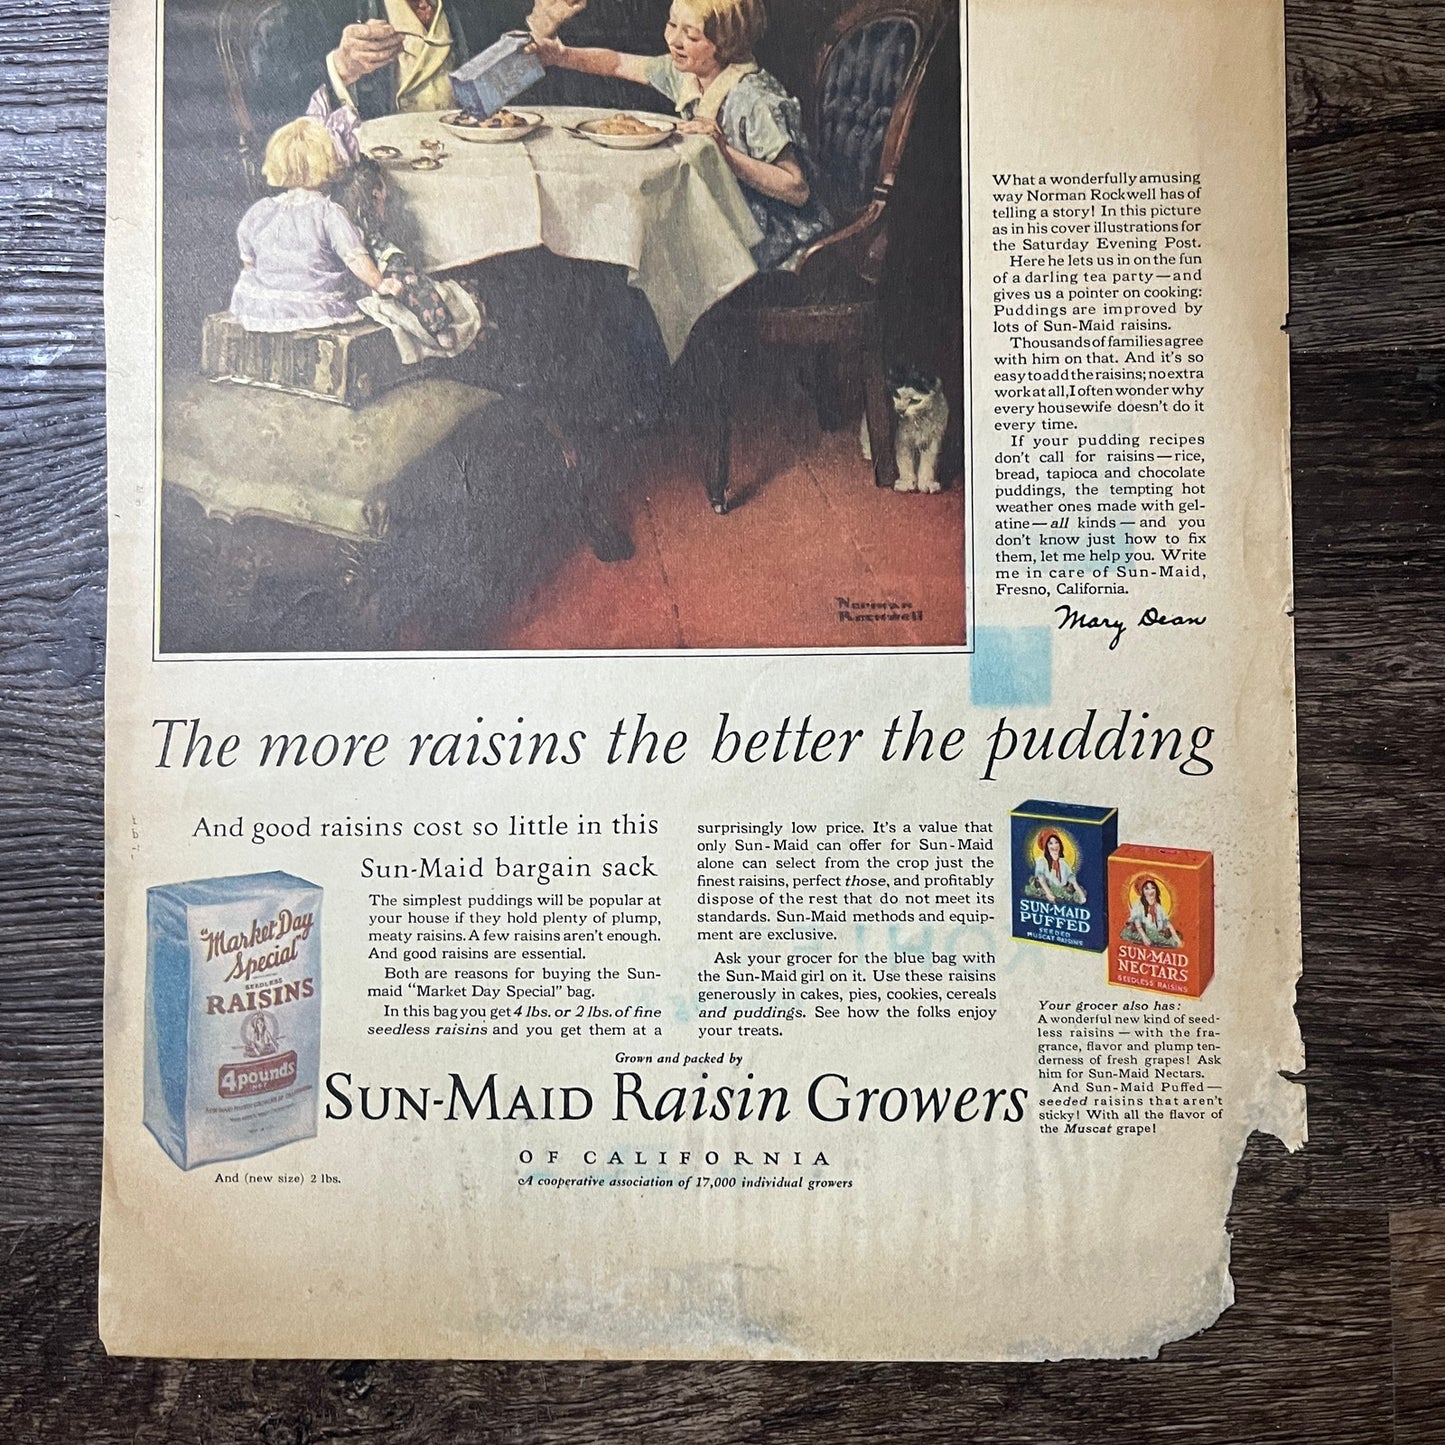 What a wonderfully amusing
way Norman Rockwell has of
telling a story! In this picture
as in his cover illustrations for
the Saturday Evening Post.
Here he lets us in on the fun
of a darling tea party—and
gives us a pointer on cooking:
Puddings are improved by
lots of Sun-Maid raisins.
Thousands of families agree
with him on that. And it's so
easy to add the raisins; no extra
work at all, I often wonder why
every housewife doesn't do it
every time.
If your pudding recipes
don't call for raisins—rice,
bread, tapioca and chocolate
puddings, the tempting hot
weather ones made with gel-
atine—all kinds—and you
don't know just how to fix
them, let me help you. Write
me in care of Sun-Maid,
Fresno, California.
Mary Dean
Norman
Rockwell
The more raisins the better the pudding
And good raisins cost so little in this
Sun-Maid bargain sack
The simplest puddings will be popular at
your house if they hold plenty of plump,
meaty raisins. A few raisins aren't enough.
And good raisins are essential.
Both are reasons for buying the Sun-
maid "Market Day Special" bag.
In this bag you get 4 lbs. or 2 lbs. of fine
seedless raisins and you get them at a
surprisingly low price. It's a value that
only Sun-Maid can offer for Sun-Maid
alone can select from the crop just the
finest raisins, perfect those, and profitably
dispose of the rest that do not meet its
standards. Sun-Maid methods and equip-
ment are exclusive.
Ask your grocer for the blue bag with
the Sun-Maid girl on it. Use these raisins
generously in cakes, pies, cookies, cereals
and puddings. See how the folks enjoy
your treats.
"Market Day
Special"
SEEDLESS
RAISINS
4 pounds
NET
And (new size) 2 lbs.
SUN-MAID
PUFFED
SEEDED
MUSCAT RAISINS
SUN-MAID
NECTARS
SEEDLESS RAISINS
Your grocer also has:
A wonderful new kind of seed-
less raisins — with the fra-
grance, flavor and plump ten-
derness of fresh grapes! Ask
him for Sun-Maid Nectars.
And Sun-Maid Puffed—
seeded raisins that aren't
sticky! With all the flavor of
the Muscat grape!
Grown and packed by
SUN-MAID Raisin Growers
OF CALIFORNIA
A cooperative association of 17,000 individual growers